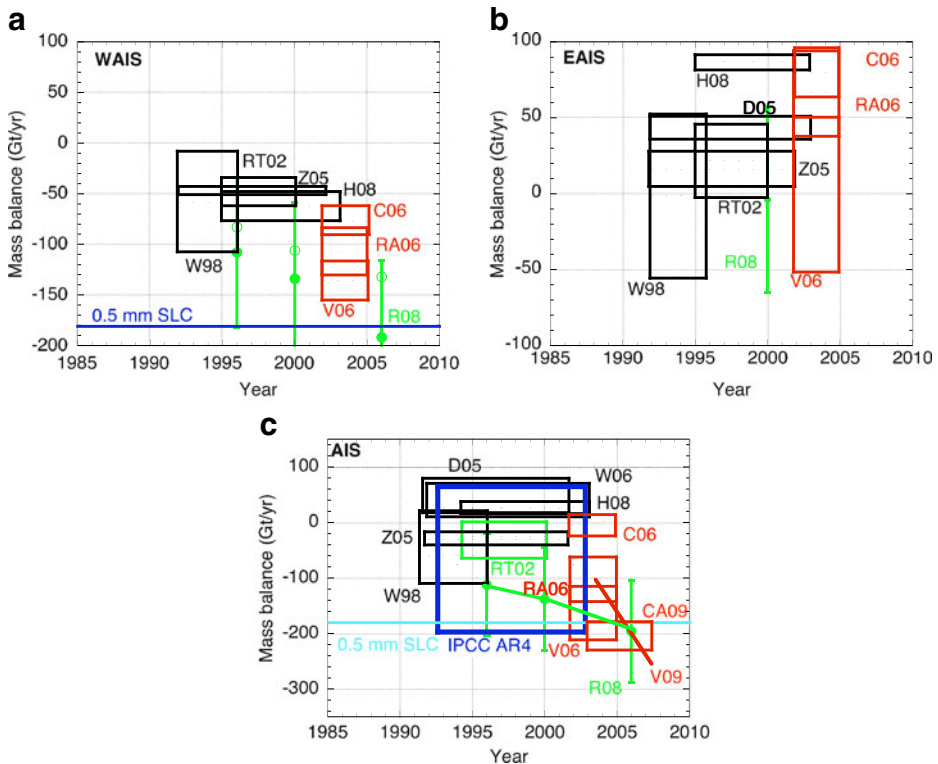 a
b
WAIS
EAIS
100
50
0
-50
-100
-150
-200
Mass balance (Gt/yr)
RT02
Z05
H08
C06
RA06
W98
V06
0.5 mm SLC
R08
1985 1990 1995 2000 2005 2010
Year
100
50
0
-50
-100
Mass balance (Gt/yr)
C06
H08
D05
RA06
Z05
RT02
R08
W98
V06
1985 1990 1995 2000 2005 2010
Year
c
AIS
100
0
-100
-200
-300
Mass balance (Gt/yr)
D05
W06
H08
Z05
C06
RT02
W98
RA06
CA09
0.5 mm SLC
IPCC AR4
V06
V09
R08
1985 1990 1995 2000 2005 2010
Year